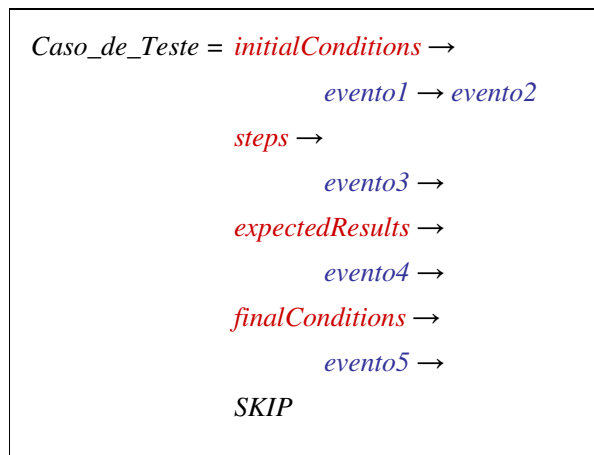 Caso_de_Teste = initialConditions →
evento1 → evento2
steps →
evento3 →
expectedResults →
evento4 →
finalConditions →
evento5 →
SKIP